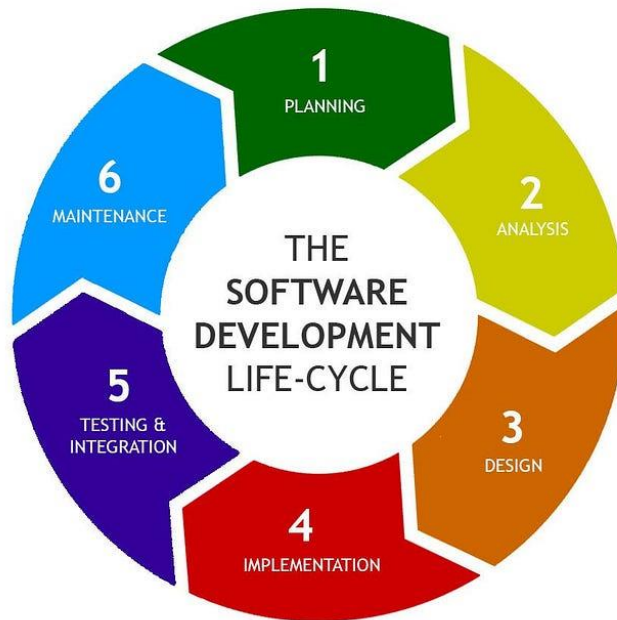 1
PLANNING
2
ANALYSIS
3
DESIGN
4
IMPLEMENTATION
5
TESTING &
INTEGRATION
6
MAINTENANCE
THE
SOFTWARE
DEVELOPMENT
LIFE-CYCLE